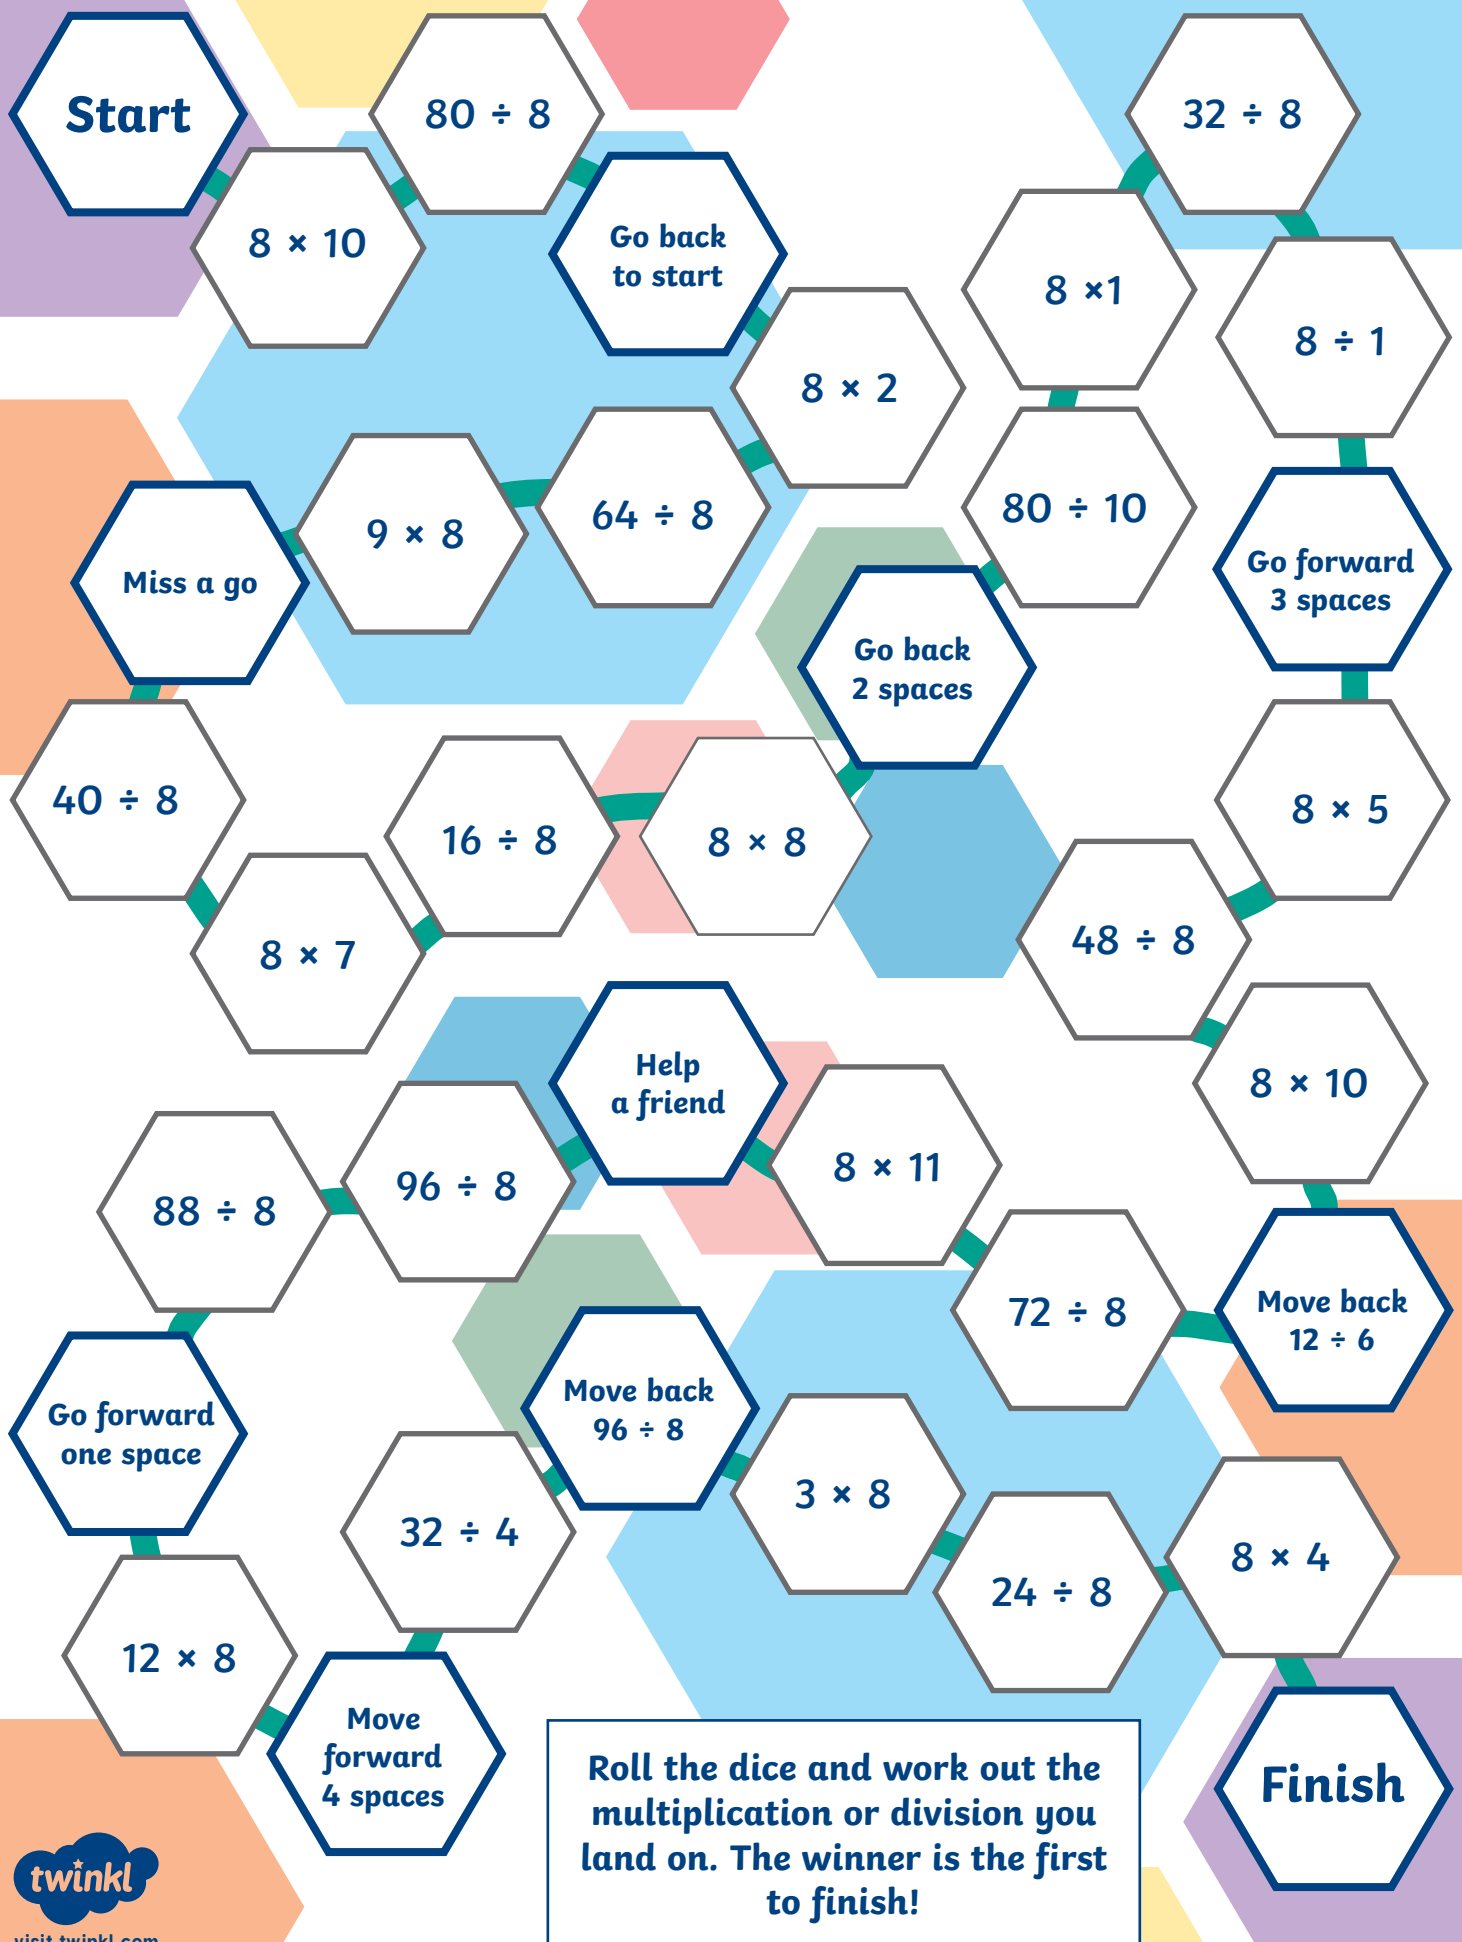 Start
8 × 10
80 ÷ 8
Go back
to start
8 × 2
64 ÷ 8
9 × 8
Miss a go
40 ÷ 8
8 × 7
16 ÷ 8
8 × 8
Go back
2 spaces
80 ÷ 10
8 ×1
32 ÷ 8
8 ÷ 1
Go forward
3 spaces
8 × 5
48 ÷ 8
8 × 10
Move back
12 ÷ 6
72 ÷ 8
8 × 11
Help
a friend
96 ÷ 8
88 ÷ 8
Go forward
one space
12 × 8
Move
forward
4 spaces
32 ÷ 4
Move back
96 ÷ 8
3 × 8
24 ÷ 8
8 × 4
Finish
Roll the dice and work out the
multiplication or division you
land on. The winner is the first
to finish!
twinkl
visit twinkl.com